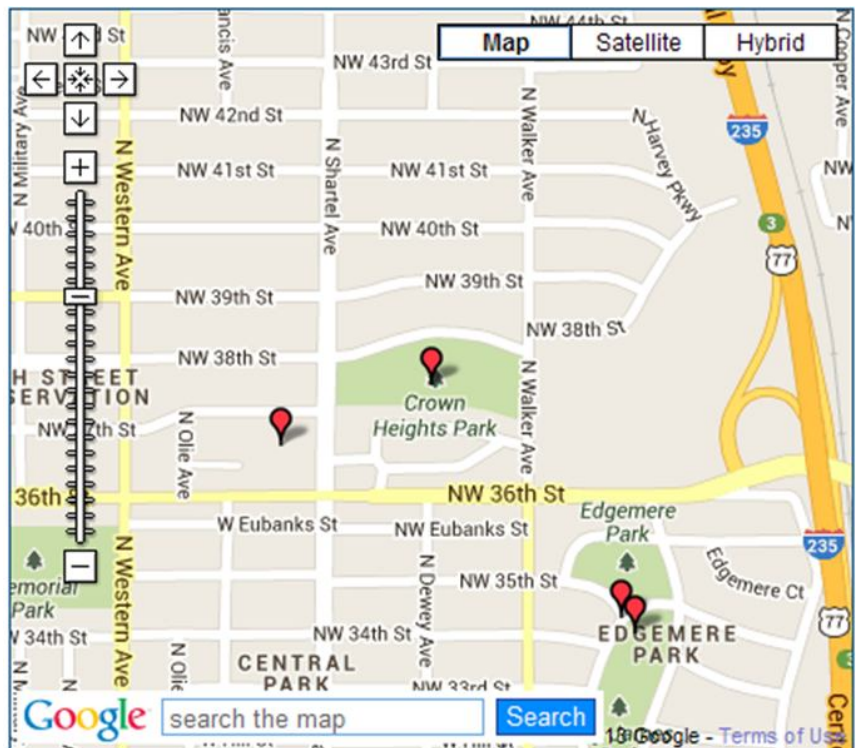 NW 44th St
Map Satellite Hybrid
NW
St
ancis Ave
NW 43rd St
N Cooper Ave
N Military Ave
NW 42nd St
N Harvey Pkwy
235
N Western Ave
N Shartel Ave
N Walker Ave
NW 41st St
NW 41st St
NW
40th
NW 40th St
3
77
NW 39th St
NW 39th St
NW 38th St
NW 38th St
H STREET
SERVATION
Crown
Heights Park
N Walker Ave
N Olie Ave
36th
NW 36th St
Edgemere
Park
W Eubanks St
NW Eubanks St
235
N Western Ave
N Dewey Ave
NW 35th St
Edgemere Ct
emorial
Park
34th St
NW 34th St
EDGEMERE
PARK
77
N Olie
CENTRAL
PARK
NW 33rd St
Google
search the map
Search
Google - Terms of Use